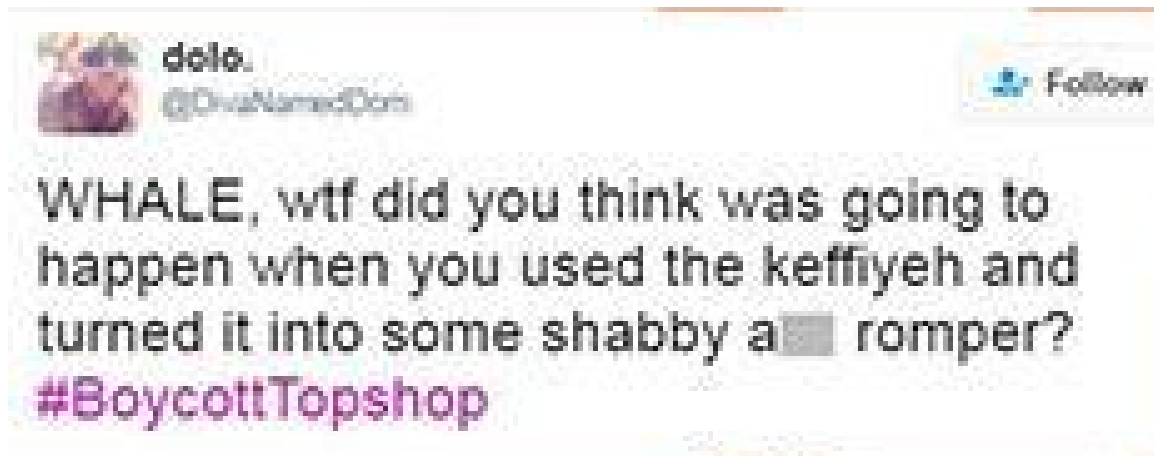 dolo.
@DivaNamedDom
Follow
WHALE, wtf did you think was going to
happen when you used the keffiyeh and
turned it into some shabby a romper?
#BoycottTopshop